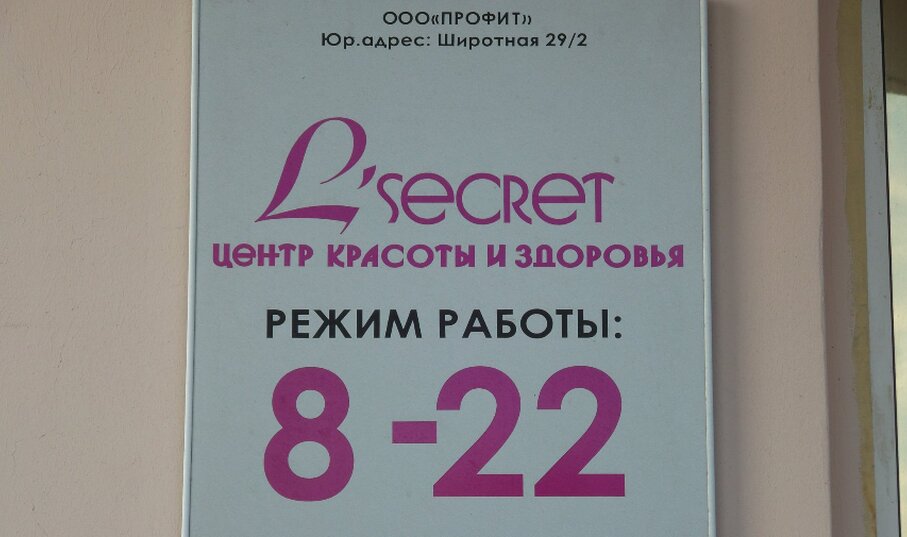 ООО«ПРОФИТ»
Юр.адрес: Широтная 29/2
L'secret
ЦЕНТР КРАСОТЫ И ЗДОРОВЬЯ
РЕЖИМ РАБОТЫ:
8-22